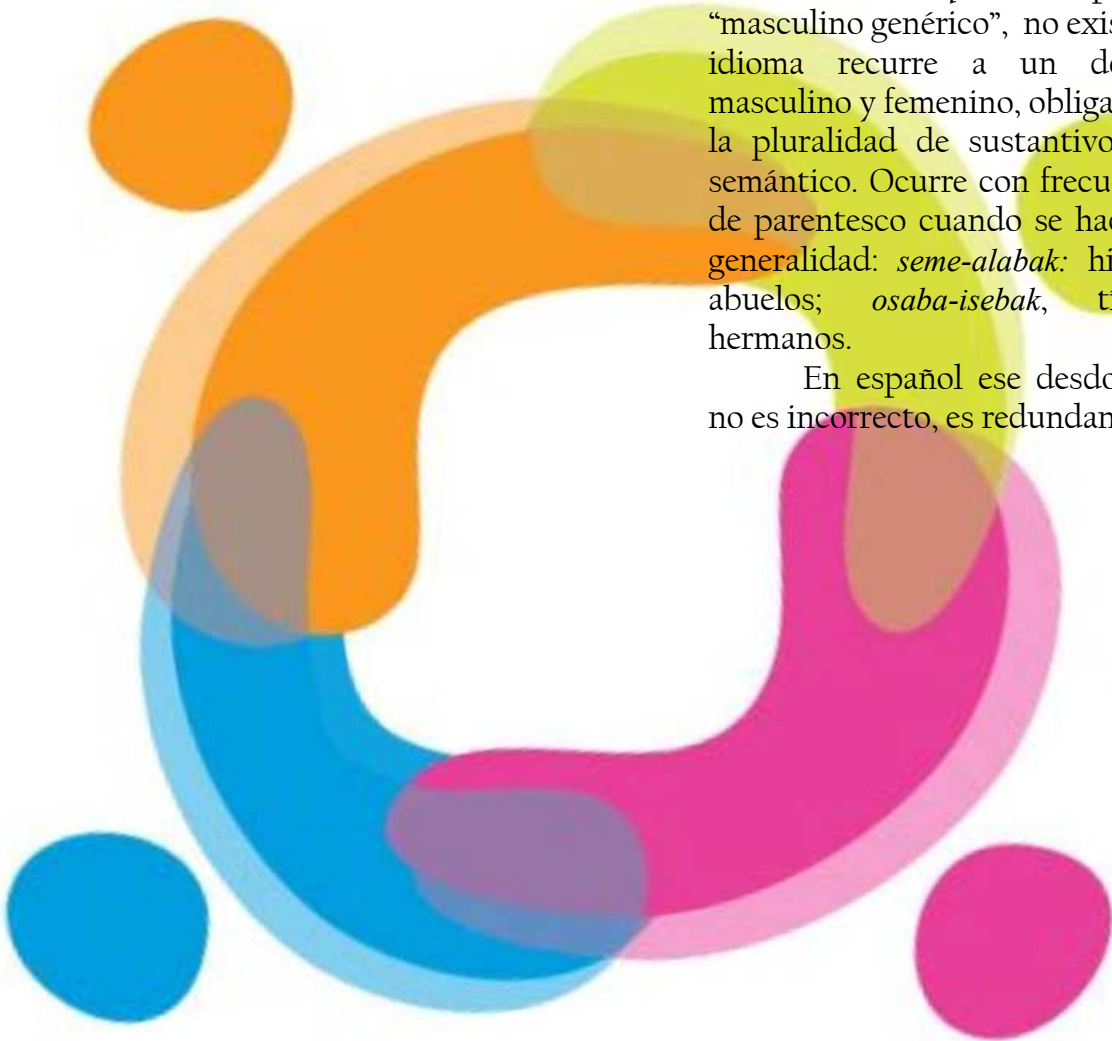 “masculino genérico”, no exis
idioma recurre a un de
masculino y femenino, obliga
la pluralidad de sustantivo
semántico. Ocurre con frecu
de parentesco cuando se hac
generalidad: seme-alabak: hi
abuelos; osaba-isebak, tí
hermanos.
En español ese desdo
no es incorrecto, es redundan